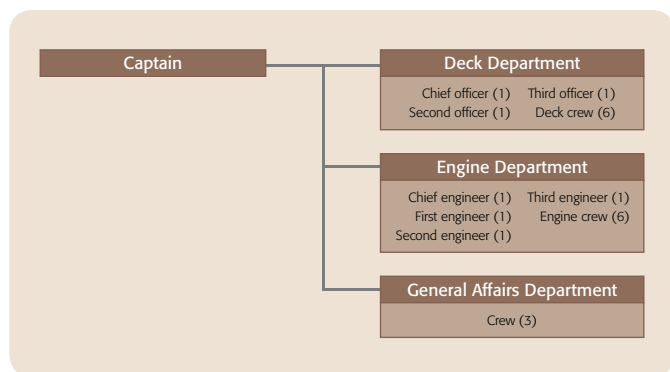 Captain
Deck Department
Chief officer (1) Third officer (1)
Second officer (1) Deck crew (6)
Engine Department
Chief engineer (1) Third engineer (1)
First engineer (1) Engine crew (6)
Second engineer (1)
General Affairs Department
Crew (3)